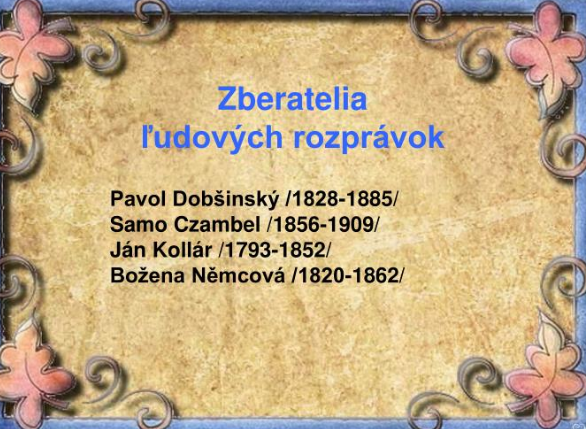 Zberatelia
ľudových rozprávok
Pavol Dobšinský /1828-1885/
Samo Czambel /1856-1909/
Ján Kollár /1793-1852/
Božena Němcová /1820-1862/